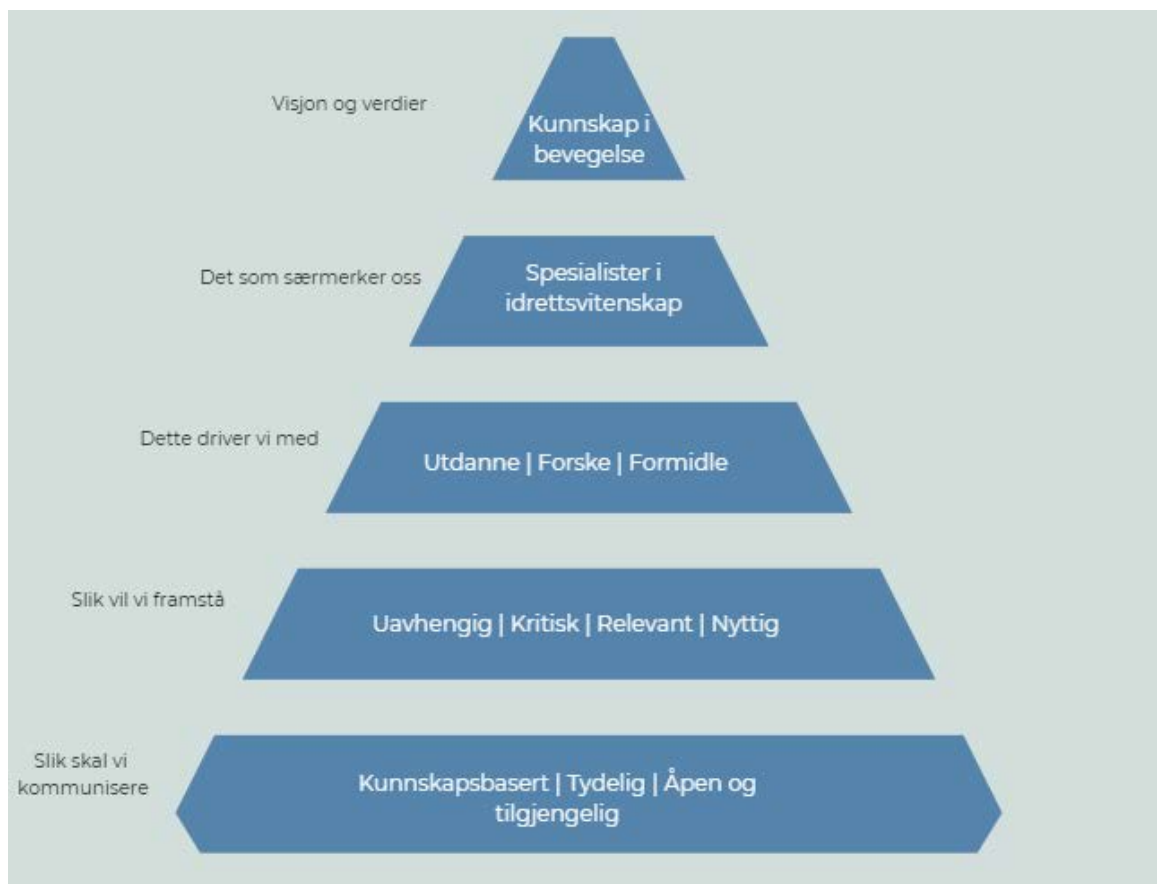 Visjon og verdier
Kunnskap i
bevegelse
Det som særmerker oss
Spesialister i
idrettsvitenskap
Dette driver vi med
Utdanne | Forske | Formidle
Slik vil vi framstå
Uavhengig | Kritisk | Relevant | Nyttig
Slik skal vi
kommunisere
Kunnskapsbasert | Tydelig | Åpen og
tilgjengelig